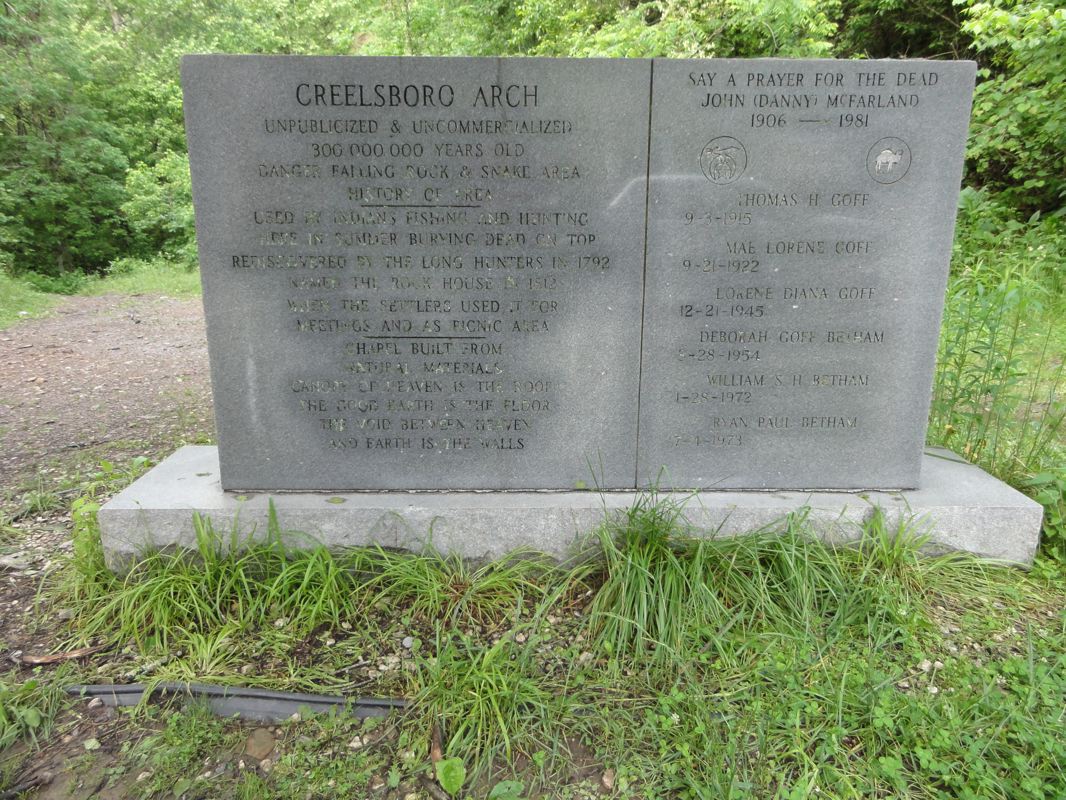 CREELSBORO ARCH
UNPUBLICIZED & UNCOMMERCIALIZED
300,000,000 YEARS OLD
DANGER FALLING ROCK & SNAKE AREA
HISTORY OF AREA
USED BY INDIANS FISHING AND HUNTING
HERE IN SUMMER BURYING DEAD ON TOP
REDISCOVERED BY THE LONG HUNTERS IN 1792
NAMED THE ROCK HOUSE IN 1812
WHEN THE SETTLERS USED IT FOR
MEETINGS AND AS PICNIC AREA
CHAPEL BUILT FROM
NATURAL MATERIALS
CANOPY OF HEAVEN IS THE ROOF
THE GOOD EARTH IS THE FLOOR
THE VOID BETWEEN HEAVEN
AND EARTH IS THE WALLS
SAY A PRAYER FOR THE DEAD
JOHN (DANNY) MCFARLAND
1906 — 1981
THOMAS H GOFF
9-3-1915
MAE LORENE GOFF
9-21-1922
LORENE DIANA GOFF
12-21-1945
DEBORAH GOFF BETHAM
-28-1954
WILLIAM S H BETHAM
1-28-1972
RYAN PAUL BETHAM
7-4-1973